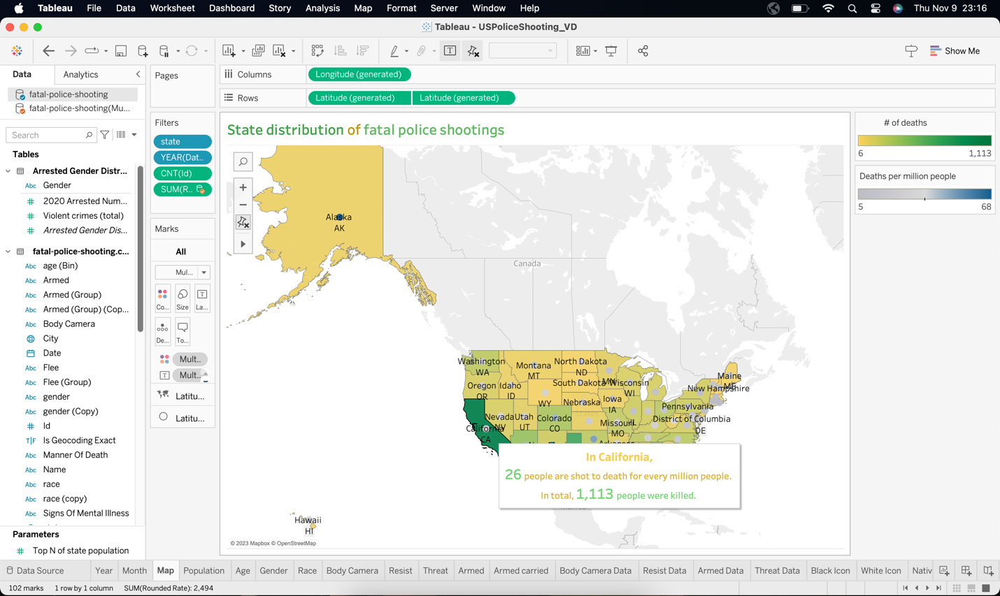 Tableau File Data Worksheet Dashboard Story Analysis Map Format Server Window Help Thu Nov 9 23:16
Tableau - USPoliceShooting_VD
Show Me
Data Analytics
fatal-police-shooting
fatal-police-shooting(Mu...
Search
Tables
Arrested Gender Distr...
Abc Gender
# 2020 Arrested Num...
# Violent crimes (total)
# Arrested Gender Dis...
fatal-police-shooting.c...
Abc age (Bin)
Abc Armed
Abc Armed (Group)
Abc Armed (Group) (Cop...
Abc Body Camera
City
Date
Abc Flee
Abc Flee (Group)
Abc gender
Abc gender (Copy)
# Id
T|F Is Geocoding Exact
Abc Manner Of Death
Abc Name
Abc race
Abc race (copy)
Abc Signs Of Mental Illness
Parameters
# Top N of state population
Pages
Filters
state
YEAR(Dat..
CNT(Id)
SUM(R..
Marks
All
Mul...
Co... Size La...
De... To...
Mult..
Mult..
Latitu...
Latitu...
Columns Longitude (generated)
Rows Latitude (generated) Latitude (generated)
State distribution of fatal police shootings
Alaska
AK
Canada
Washington
WA
Montana
MT
North Dakota
ND
Maine
ME
Oregon
OR
Idaho
ID
South Dakota
MN
Wisconsin
WI
New Hampshire
WY
Iowa
IA
Nebraska
Pennsylvania
Nevada
NV
Utah
UT
Colorado
CO
States
Missouri
MO
IL
District of Columbia
DE
California
CA
Arkansas
In California,
26 people are shot to death for every million people.
In total, 1,113 people were killed.
Mexico
Hawaii
HI
© 2023 Mapbox © OpenStreetMap
# of deaths
6 1,113
Deaths per million people
5 68
Data Source Year Month Map Population Age Gender Race Body Camera Resist Threat Armed Armed carried Body Camera Data Resist Data Armed Data Threat Data Black Icon White Icon Nativ
102 marks 1 row by 1 column SUM(Rounded Rate): 2,494